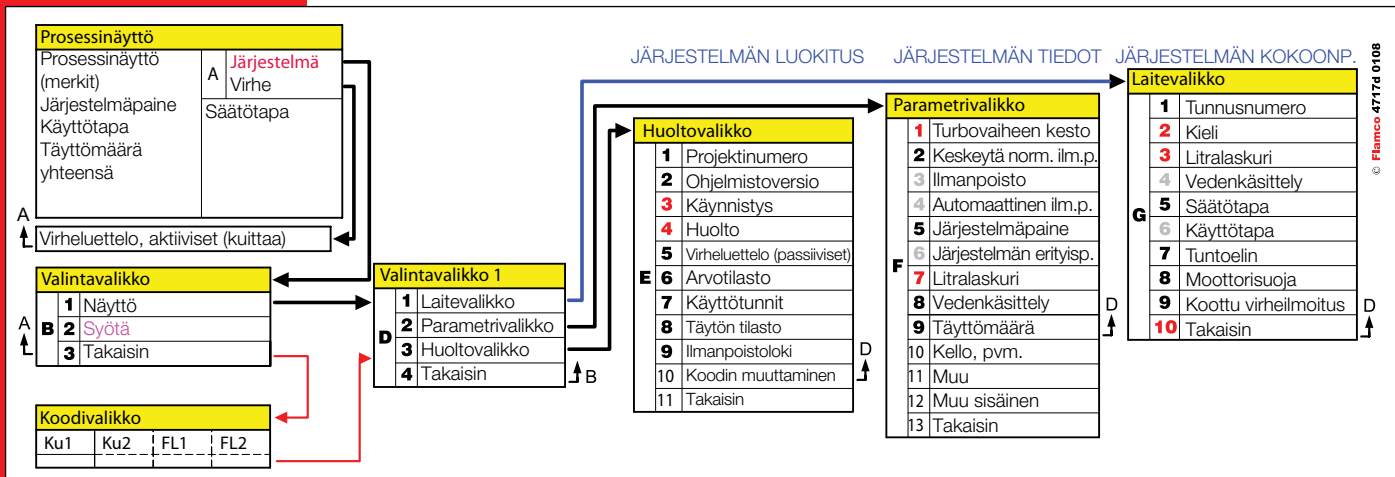 Prosessinäyttö
Prosessinäyttö
(merkit)
Järjestelmäpaine
Käyttötapa
Täyttömäärä
yhteensä
A
Järjestelmä
Virhe
Säätötapa
A
Virheluettelo, aktiiviset (kuittaa)
Valintavalikko
A
B
1 Näyttö
2 Syötä
3 Takaisin
Koodivalikko
Ku1 Ku2 FL1 FL2
Valintavalikko 1
D
1 Laitevalikko
2 Parametrivalikko
3 Huoltovalikko
4 Takaisin
B
JÄRJESTELMÄN LUOKITUS
Huoltovalikko
E
1 Projektinumero
2 Ohjelmistoversio
3 Käynnistys
4 Huolto
5 Virheluettelo (passiiviset)
6 Arvotilasto
7 Käyttötunnit
8 Täytön tilasto
9 Ilmanpoistoloki
10 Koodin muuttaminen
11 Takaisin
D
JÄRJESTELMÄN TIEDOT
Parametrivalikko
F
1 Turbovaiheen kesto
2 Keskeytä norm. ilm.p.
3 Ilmanpoisto
4 Automaattinen ilm.p.
5 Järjestelmäpaine
6 Järjestelmän erityisp.
7 Litralaskuri
8 Vedenkäsittely
9 Täyttömäärä
10 Kello, pvm.
11 Muu
12 Muu sisäinen
13 Takaisin
D
JÄRJESTELMÄN KOKOONP.
Laitevalikko
G
1 Tunnusnumero
2 Kieli
3 Litralaskuri
4 Vedenkäsittely
5 Säätötapa
6 Käyttötapa
7 Tuntoelin
8 Moottorisuoja
9 Koottu virheilmoitus
10 Takaisin
D
© Flamco 4717d 0108